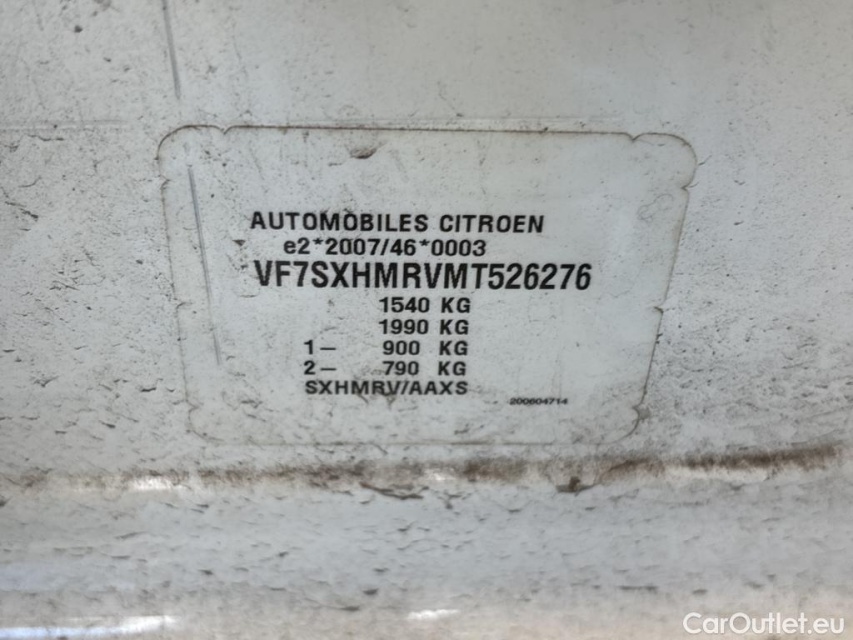 AUTOMOBILES CITROEN
e2*2007/46*0003
VF7SXHMRVMT526276
1540 KG
1990 KG
1- 900 KG
2- 790 KG
SXHMRV/AAXS
200604714
CarOutlet.eu